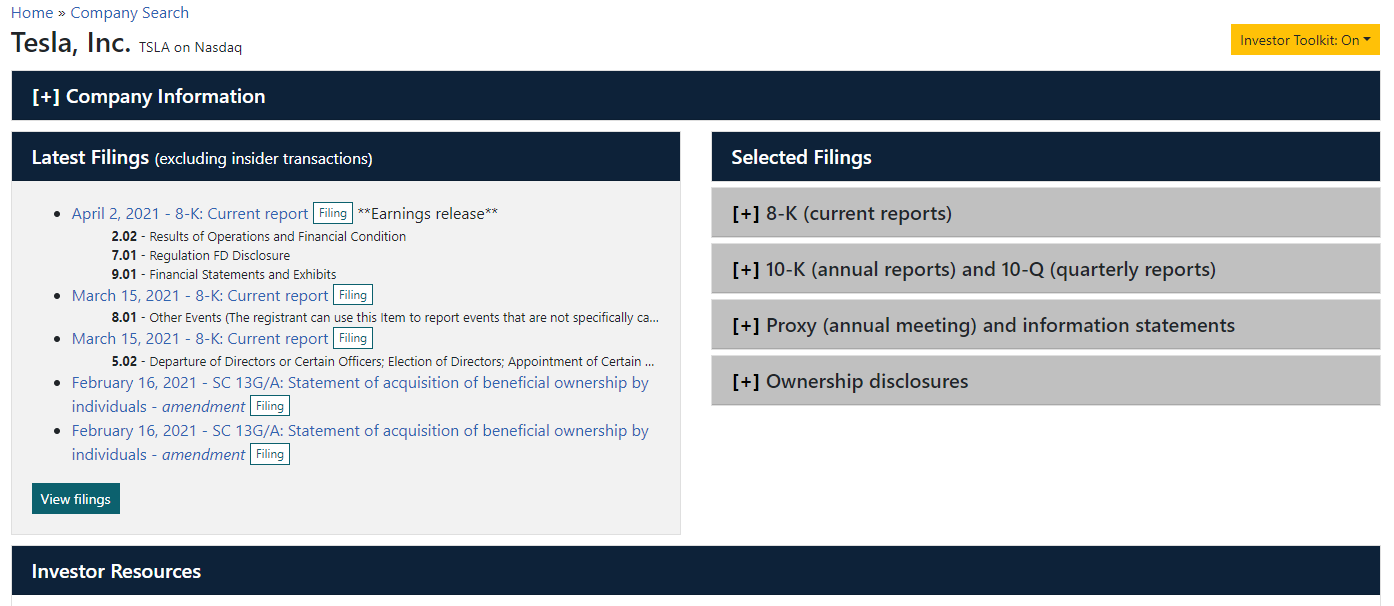 Home » Company Search
Tesla, Inc. TSLA on Nasdaq
Investor Toolkit: On
[+] Company Information
Latest Filings (excluding insider transactions)
April 2, 2021 - 8-K: Current report Filing **Earnings release**
2.02 - Results of Operations and Financial Condition
7.01 - Regulation FD Disclosure
9.01 - Financial Statements and Exhibits
March 15, 2021 - 8-K: Current report Filing
8.01 - Other Events (The registrant can use this Item to report events that are not specifically ca...
March 15, 2021 - 8-K: Current report Filing
5.02 - Departure of Directors or Certain Officers; Election of Directors; Appointment of Certain ...
February 16, 2021 - SC 13G/A: Statement of acquisition of beneficial ownership by
individuals - amendment Filing
February 16, 2021 - SC 13G/A: Statement of acquisition of beneficial ownership by
individuals - amendment Filing
View filings
Selected Filings
[+] 8-K (current reports)
[+] 10-K (annual reports) and 10-Q (quarterly reports)
[+] Proxy (annual meeting) and information statements
[+] Ownership disclosures
Investor Resources